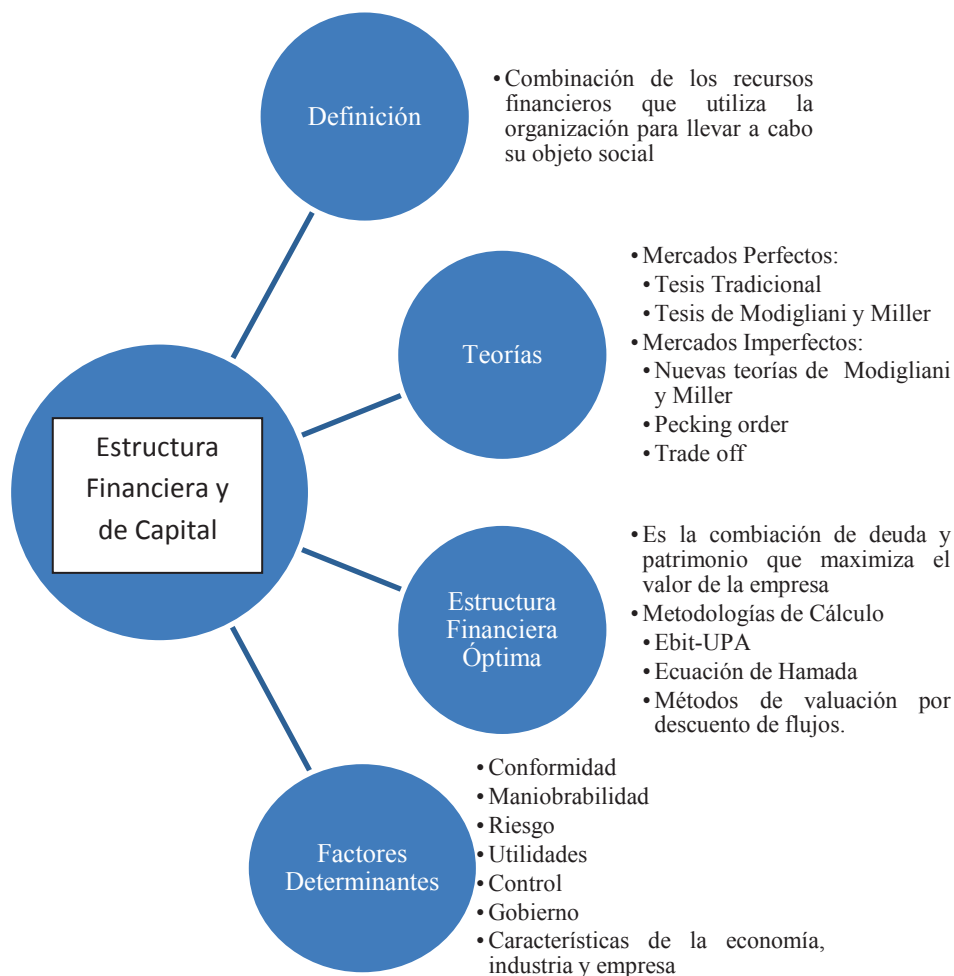 Definición
• Combinación de los recursos
financieros que utiliza la
organización para llevar a cabo
su objeto social
Teorías
• Mercados Perfectos:
• Tesis Tradicional
• Tesis de Modigliani y Miller
• Mercados Imperfectos:
• Nuevas teorías de Modigliani
y Miller
• Pecking order
• Trade off
Estructura
Financiera y
de Capital
Estructura
Financiera
Óptima
• Es la combiación de deuda y
patrimonio que maximiza el
valor de la empresa
• Metodologías de Cálculo
• Ebit-UPA
• Ecuación de Hamada
• Métodos de valuación por
descuento de flujos.
Factores
Determinantes
• Conformidad
• Maniobrabilidad
• Riesgo
• Utilidades
• Control
• Gobierno
• Características de la economía,
industria y empresa